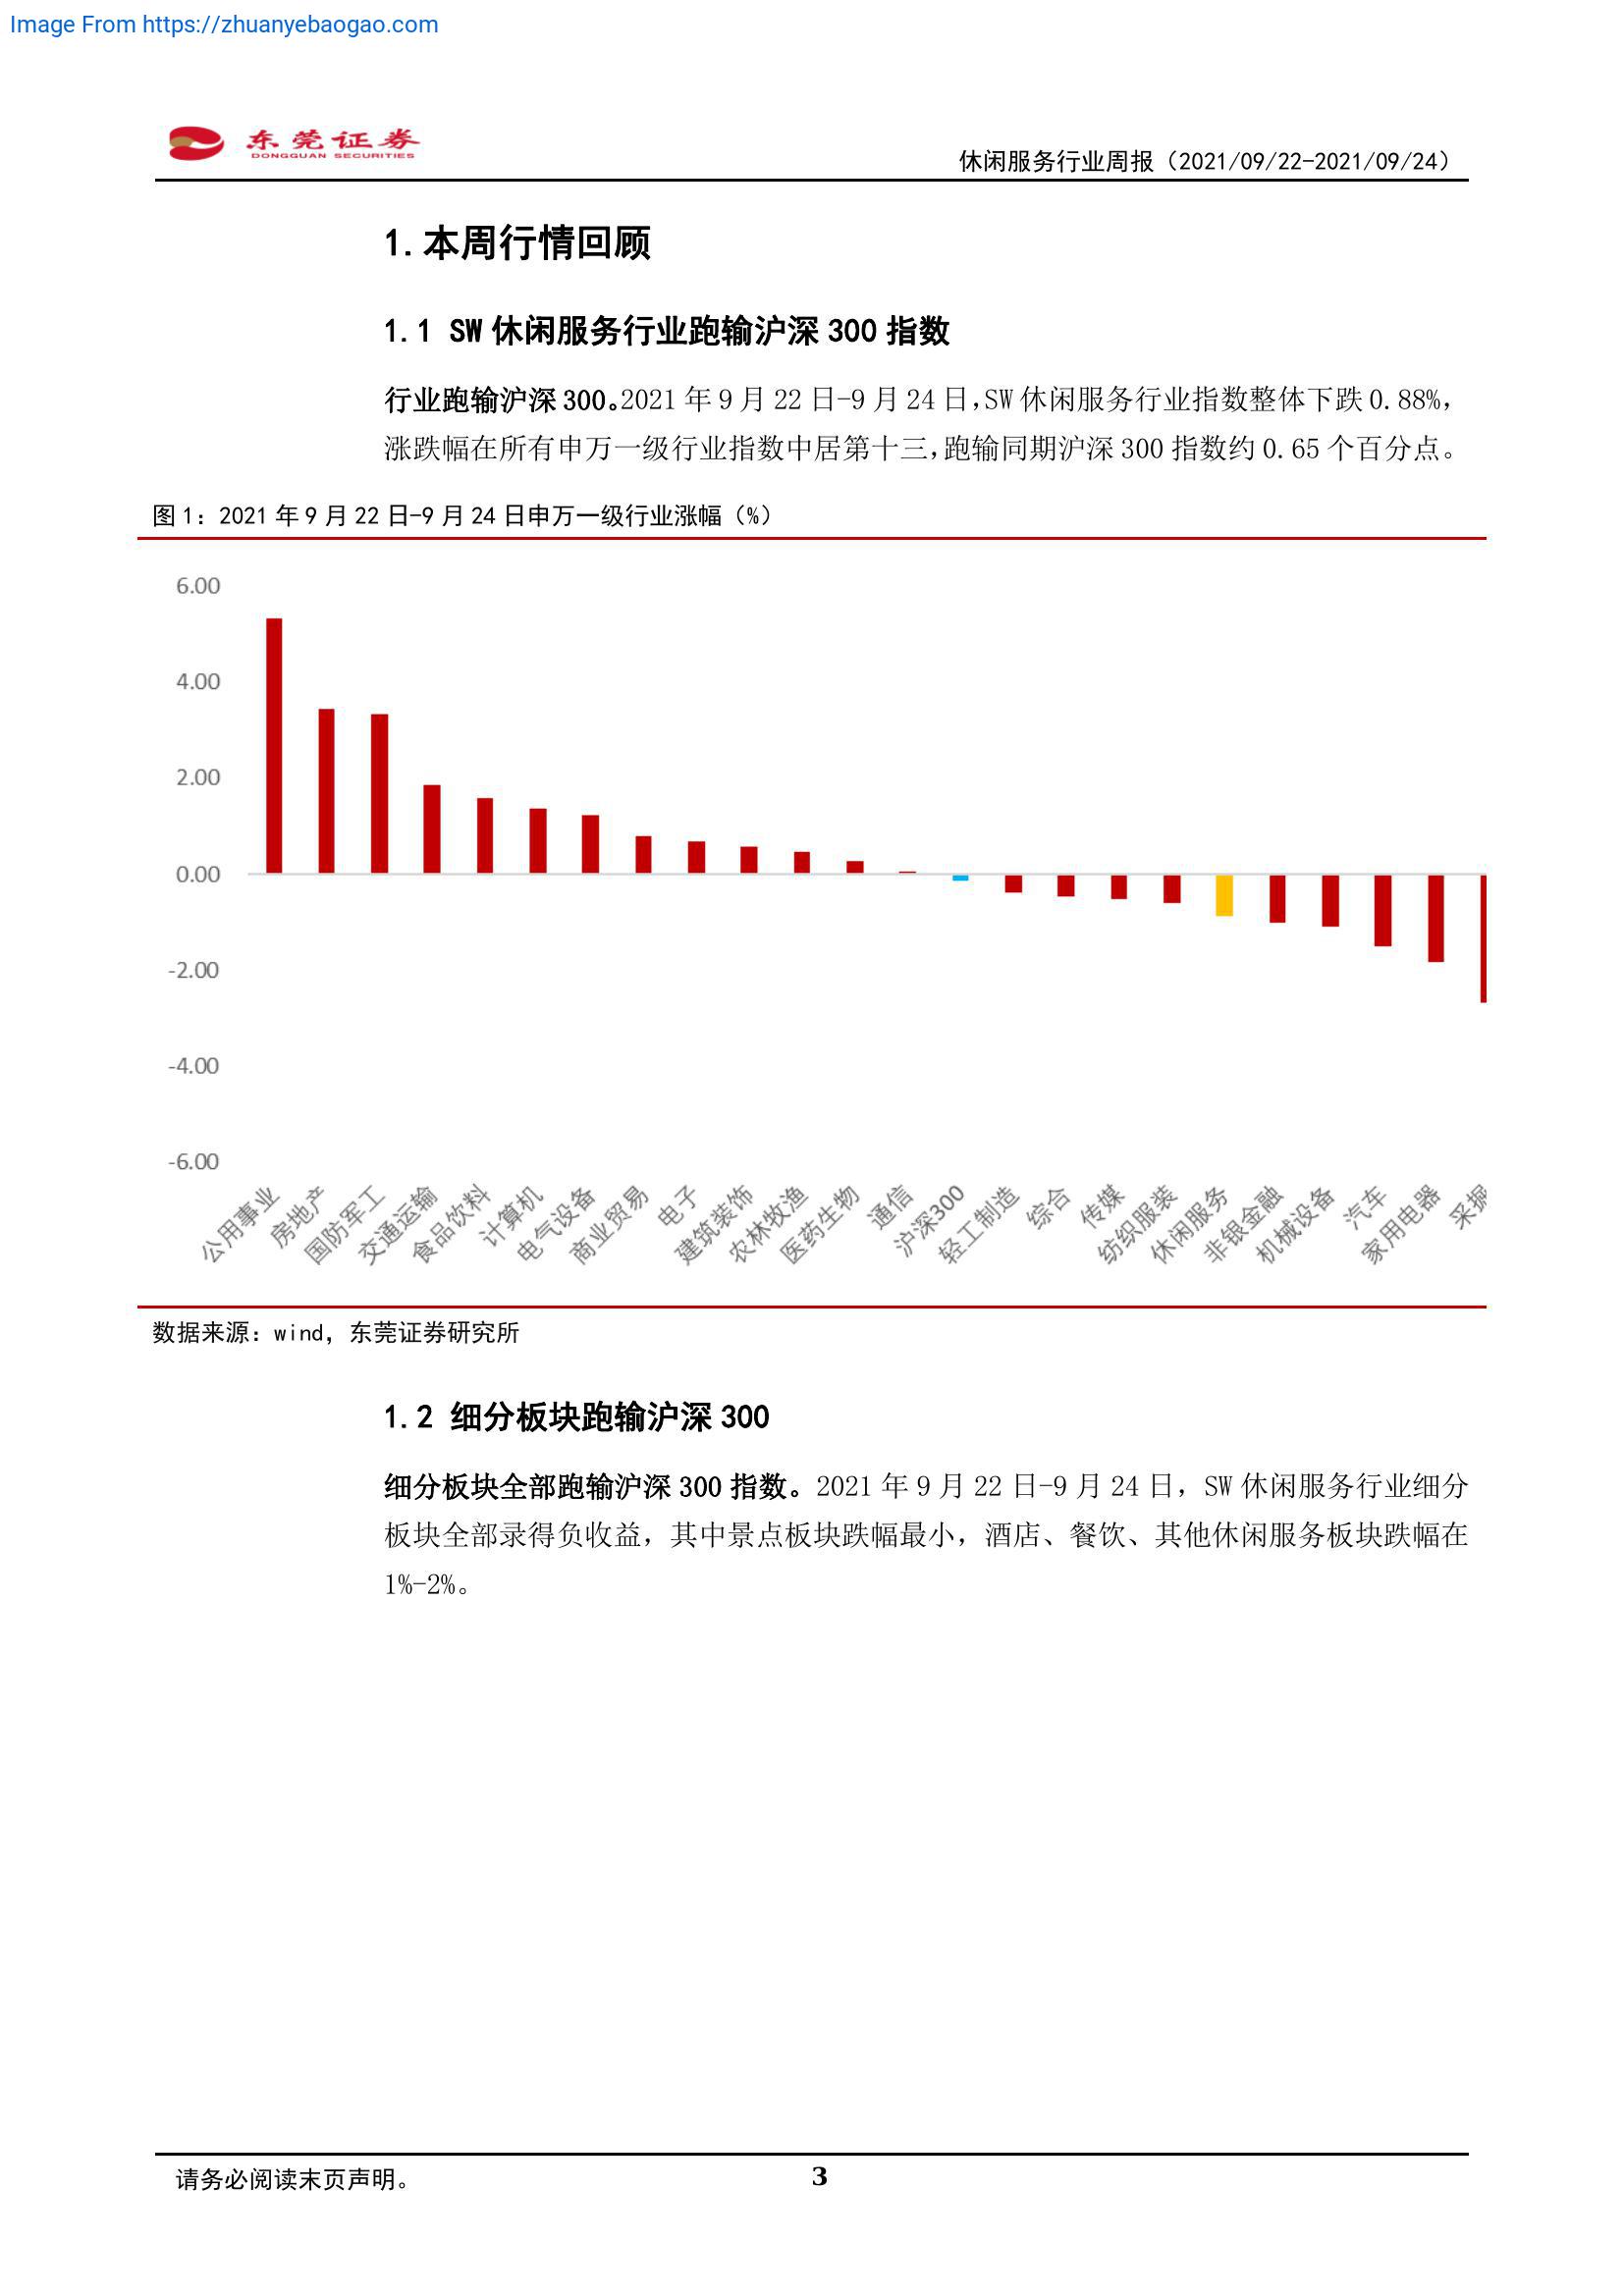 Image From https://zhuanyebaogao.com
东莞证券
DONGGUAN SECURITIES
休闲服务行业周报（2021/09/22-2021/09/24）
1.本周行情回顾
1.1 SW 休闲服务行业跑输沪深 300 指数
行业跑输沪深 300。2021 年 9 月 22 日-9 月 24 日，SW 休闲服务行业指数整体下跌 0.88%，
涨跌幅在所有申万一级行业指数中居第十三，跑输同期沪深 300 指数约 0.65 个百分点。
图 1：2021 年 9 月 22 日-9 月 24 日申万一级行业涨幅（%）
6.00
4.00
2.00
0.00
-2.00
-4.00
-6.00
公用事业
房地产
国防军工
交通运输
食品饮料
计算机
电气设备
商业贸易
电子
建筑装饰
农林牧渔
医药生物
通信
沪深300
轻工制造
综合
传媒
纺织服装
休闲服务
非银金融
机械设备
汽车
家用电器
采掘
数据来源：wind，东莞证券研究所
1.2 细分板块跑输沪深 300
细分板块全部跑输沪深 300 指数。2021 年 9 月 22 日-9 月 24 日，SW 休闲服务行业细分
板块全部录得负收益，其中景点板块跌幅最小，酒店、餐饮、其他休闲服务板块跌幅在
1%-2%。
请务必阅读末页声明。
3